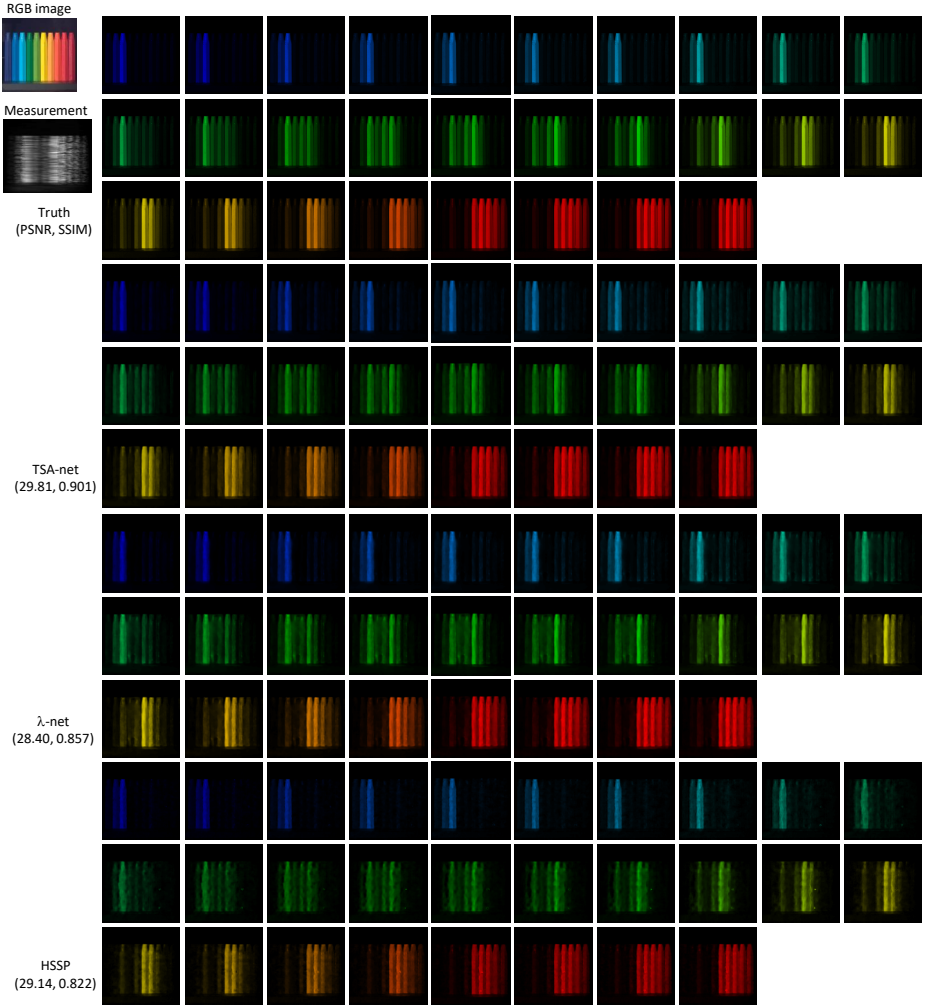 RGB image
Measurement
Truth
(PSNR, SSIM)
TSA-net
(29.81, 0.901)
λ-net
(28.40, 0.857)
HSSP
(29.14, 0.822)